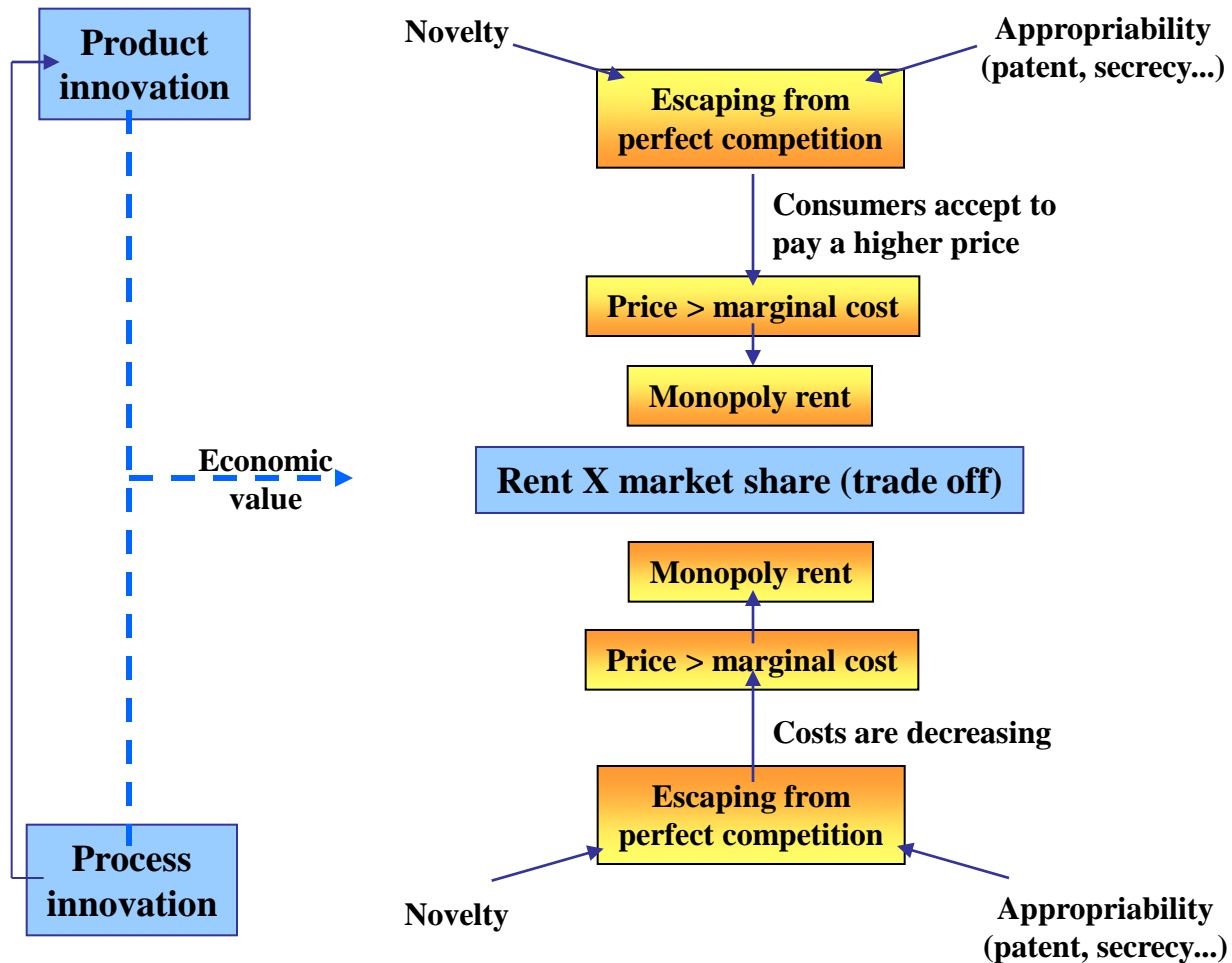 Product
innovation
Novelty
Appropriability
(patent, secrecy...)
Escaping from
perfect competition
Consumers accept to
pay a higher price
Price > marginal cost
Monopoly rent
Economic
value
Rent X market share (trade off)
Monopoly rent
Price > marginal cost
Costs are decreasing
Escaping from
perfect competition
Process
innovation
Novelty
Appropriability
(patent, secrecy...)